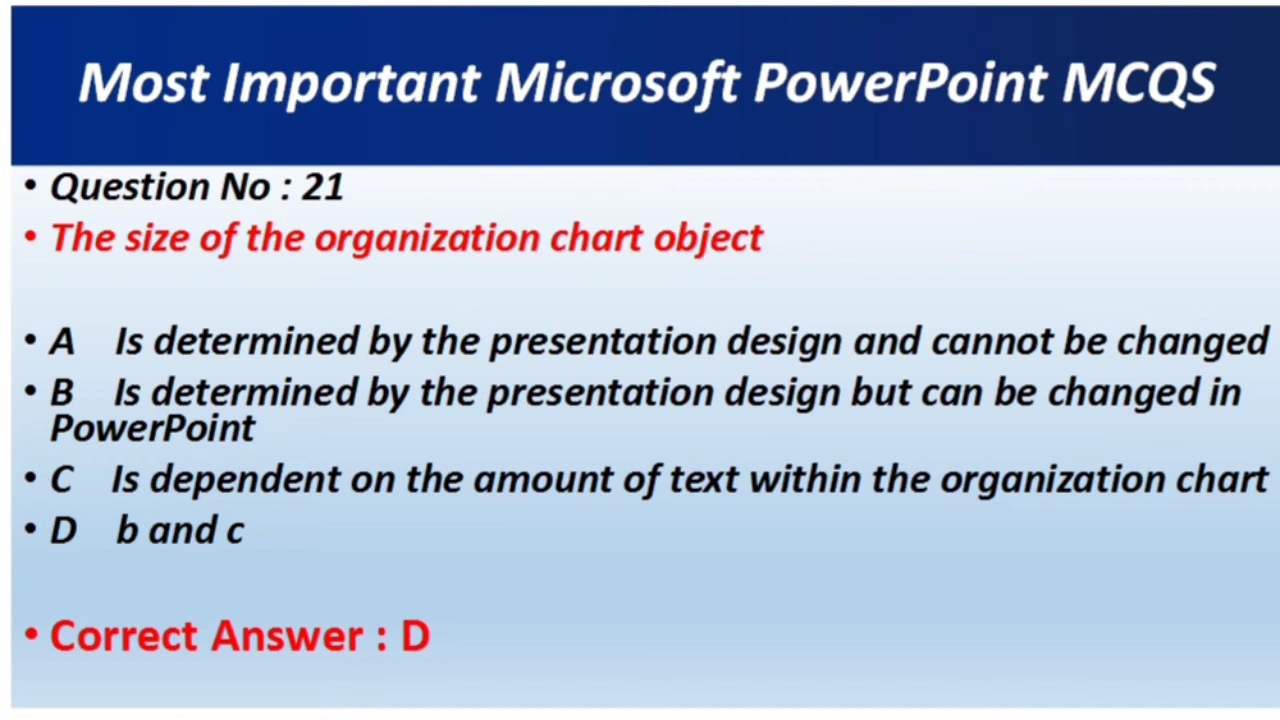 Most Important Microsoft PowerPoint MCQS
• Question No : 21
• The size of the organization chart object
• A Is determined by the presentation design and cannot be changed
• B Is determined by the presentation design but can be changed in
PowerPoint
• C Is dependent on the amount of text within the organization chart
• D b and c
• Correct Answer : D